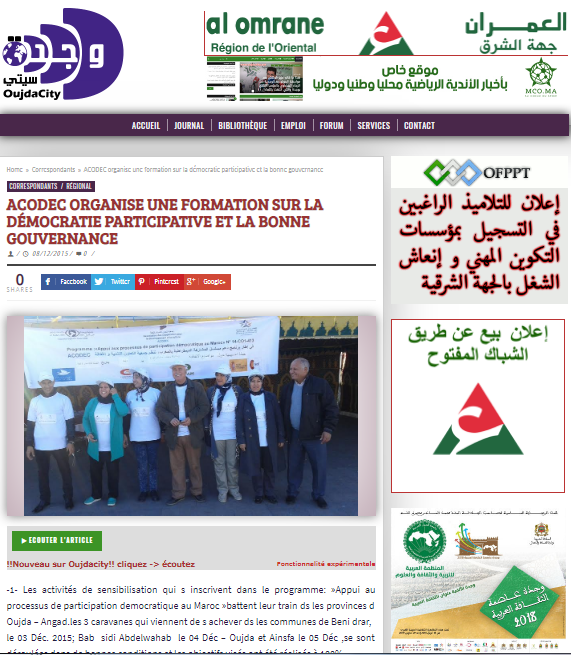 وجدة
سيتي
OujdaCity
al omrane
Région de l'Oriental
العمران
جهة الشرق
موقع خاص
بأخبار الأندية الرياضية محليا وطنيا ودوليا
MCO.MA
ACCUEIL | JOURNAL | BIBLIOTHÈQUE | EMPLOI | FORUM | SERVICES | CONTACT
Home » Correspondants » ACODEC organise une formation sur la démocratie participative et la bonne gouvernance
CORRESPONDANTS / RÉGIONAL
ACODEC ORGANISE UNE FORMATION SUR LA
DÉMOCRATIE PARTICIPATIVE ET LA BONNE
GOUVERNANCE
/ 08/12/2015 / 0 /
0
SHARES
Facebook
Twitter
Pinterest
Google+
ACODEC
ECOUTER L'ARTICLE
!!Nouveau sur Oujdacity!! cliquez -> écoutez
Fonctionnalité expérimentale
-1- Les activités de sensibilisation qui s inscrivent dans le programme: »Appui au
processus de participation democratique au Maroc »battent leur train ds les provinces d
Oujda – Angad.les 3 caravanes qui viennent de s achever ds les communes de Beni drar,
le 03 Déc. 2015; Bab sidi Abdelwahab le 04 Déc – Oujda et Ainsfa le 05 Déc ,se sont
OFPPT
إعلان للتلاميذ الراغبين
في التسجيل بمؤسسات
التكوين المهني و إنعاش
الشغل بالجهة الشرقية
إعلان بيع عن طريق
الشباك المفتوح
المنظمة العربية
للتربية والثقافة والعلوم
وجدة عاصمة
الثقافة العربية
2018